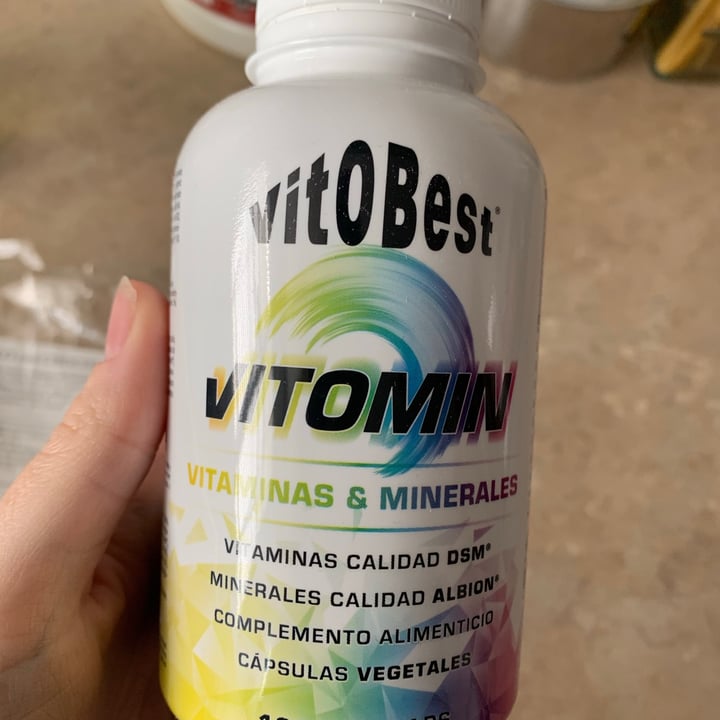 vitOBest®
VITOMIN
VITAMINAS & MINERALES
VITAMINAS CALIDAD DSM®
MINERALES CALIDAD ALBION®
COMPLEMENTO ALIMENTICIO
CÁPSULAS VEGETALES